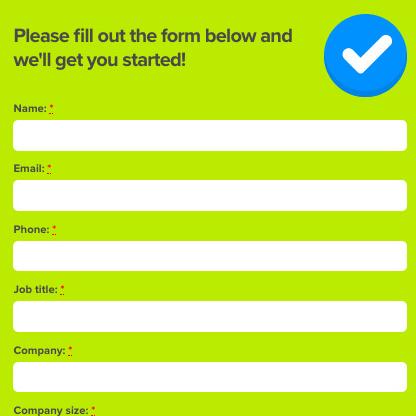 Please fill out the form below and
we'll get you started!
Name: *
Email: *
Phone: *
Job title: *
Company: *
Company size: *